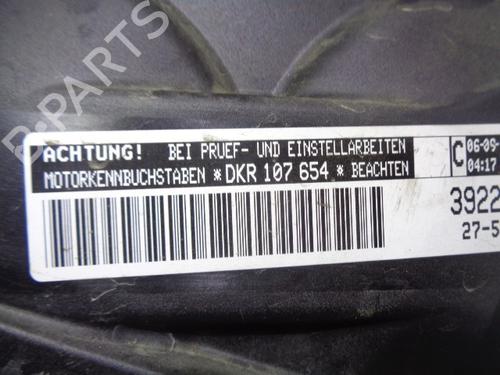 ACHTUNG! BEI PRUEF- UND EINSTELLARBEITEN
MOTORKENNBUCHSTABEN *DKR 107 654* BEACHTEN
C
06-09-
04:17
3922
27-5
B-PARTS